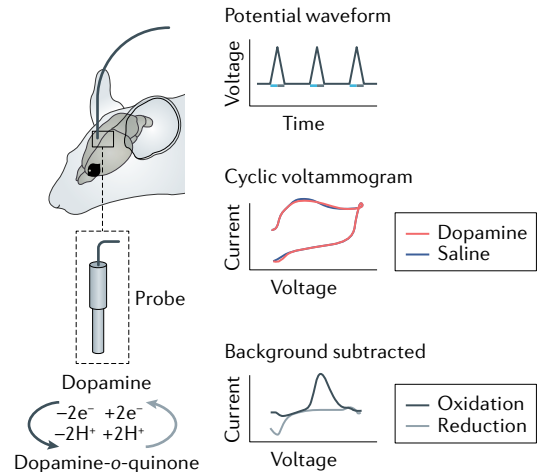 Potential waveform
Voltage
Time
Cyclic voltammogram
Current
Voltage
Dopamine
Saline
Probe
Background subtracted
Current
Voltage
Oxidation
Reduction
Dopamine
−2e⁻ +2e⁻
−2H⁺ +2H⁺
Dopamine-o-quinone